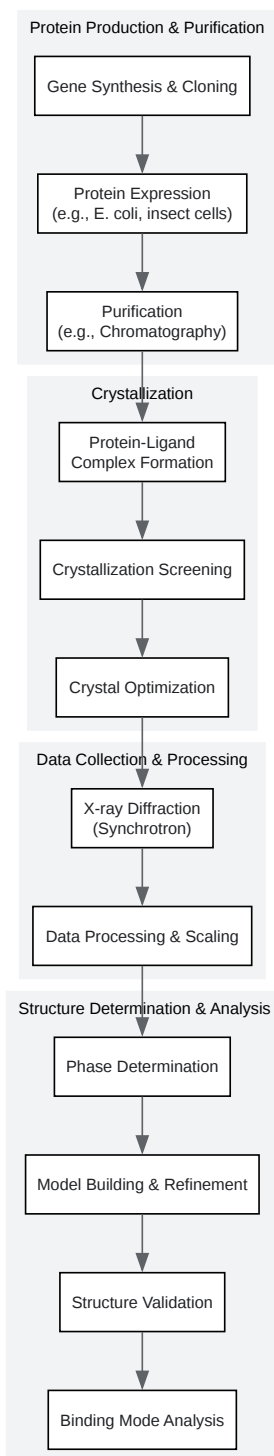 Protein Production & Purification
Gene Synthesis & Cloning
Protein Expression
(e.g., E. coli, insect cells)
Purification
(e.g., Chromatography)
Crystallization
Protein-Ligand
Complex Formation
Crystallization Screening
Crystal Optimization
Data Collection & Processing
X-ray Diffraction
(Synchrotron)
Data Processing & Scaling
Structure Determination & Analysis
Phase Determination
Model Building & Refinement
Structure Validation
Binding Mode Analysis